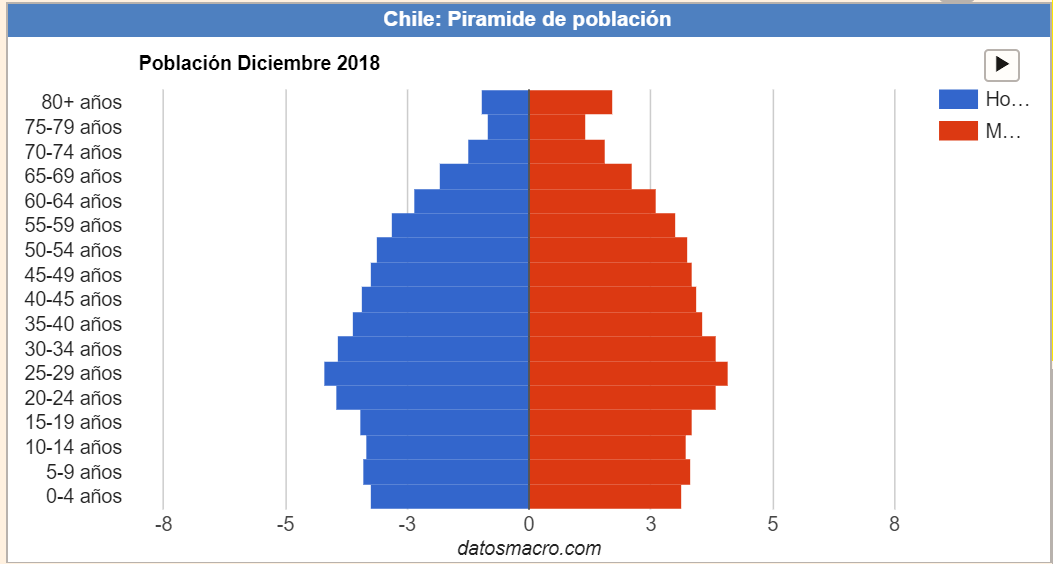 Chile: Piramide de población
Población Diciembre 2018
Ho…
M…
80+ años
75-79 años
70-74 años
65-69 años
60-64 años
55-59 años
50-54 años
45-49 años
40-45 años
35-40 años
30-34 años
25-29 años
20-24 años
15-19 años
10-14 años
5-9 años
0-4 años
-8 -5 -3 0 3 5 8
datosmacro.com